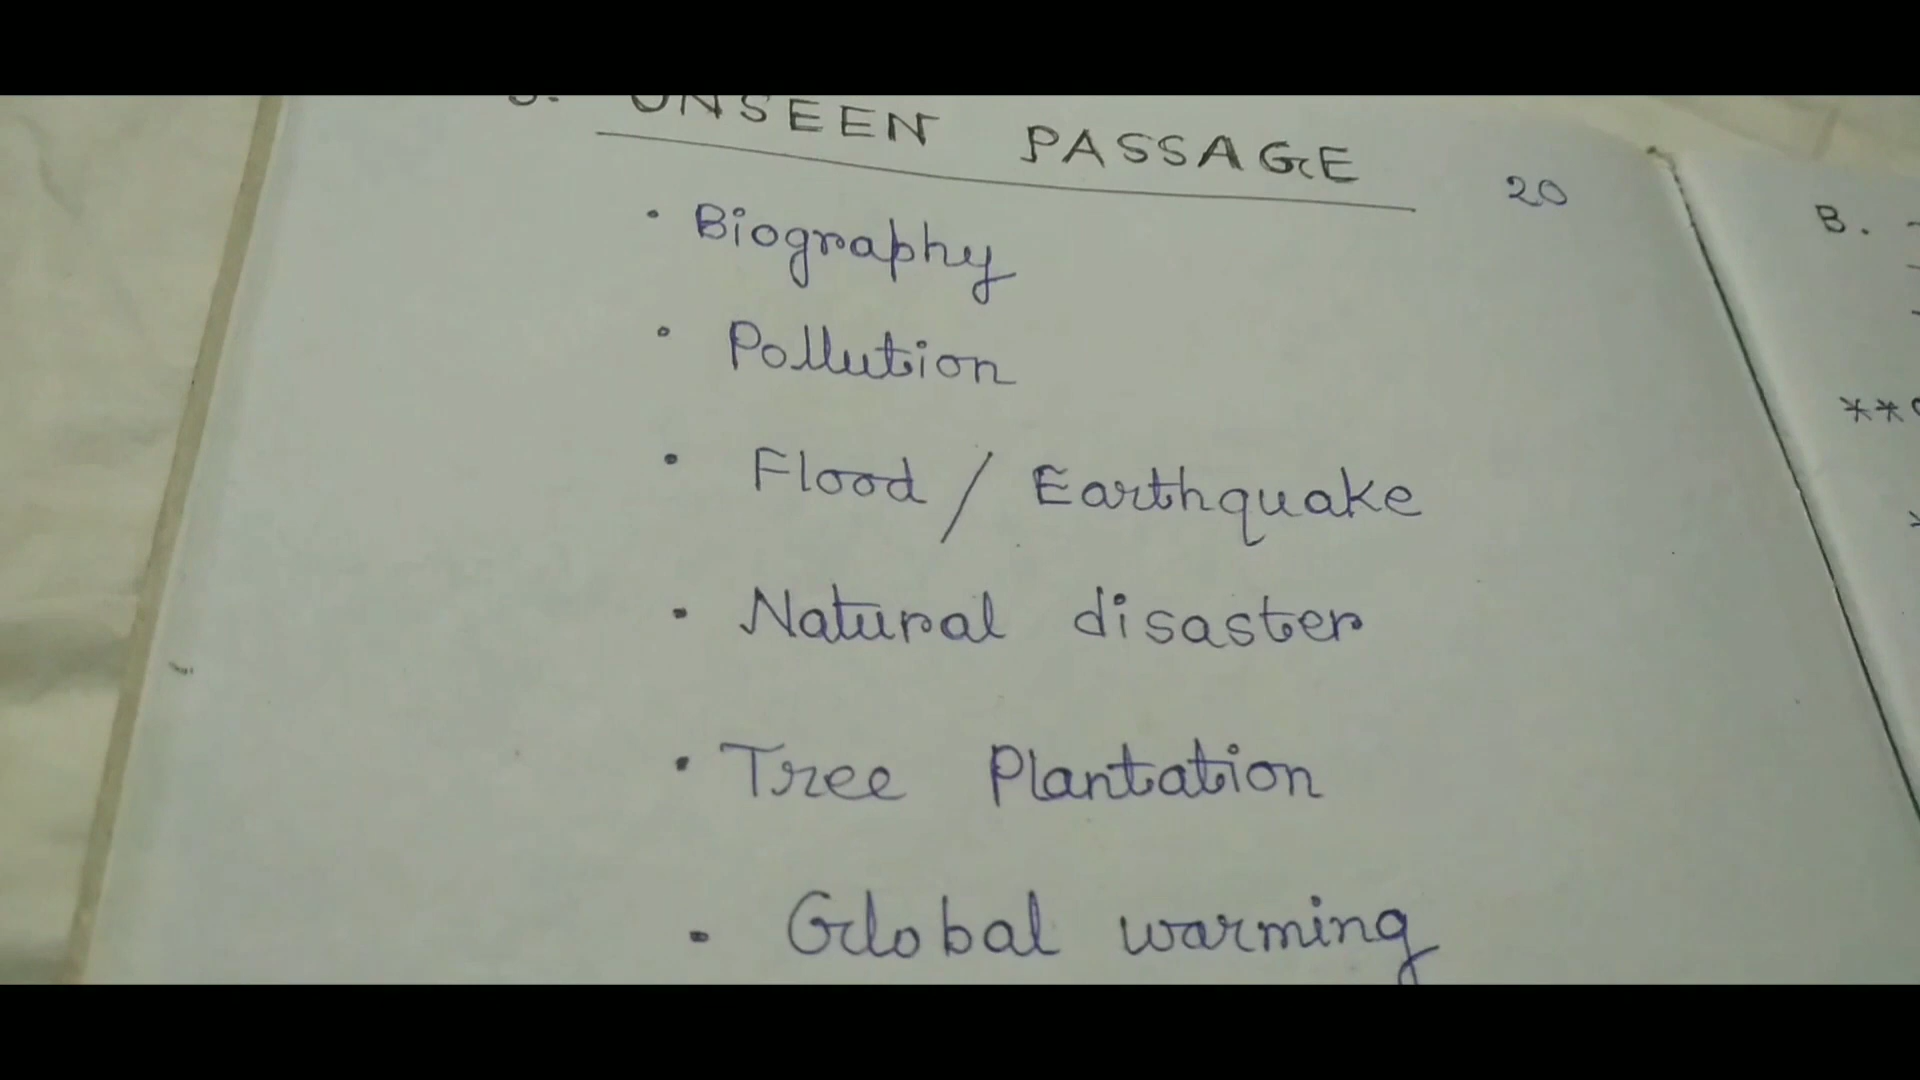 UNSEEN PASSAGE 20
• Biography
• Pollution
• Flood / Earthquake
• Natural disaster
• Tree Plantation
• Global warming
B.
**